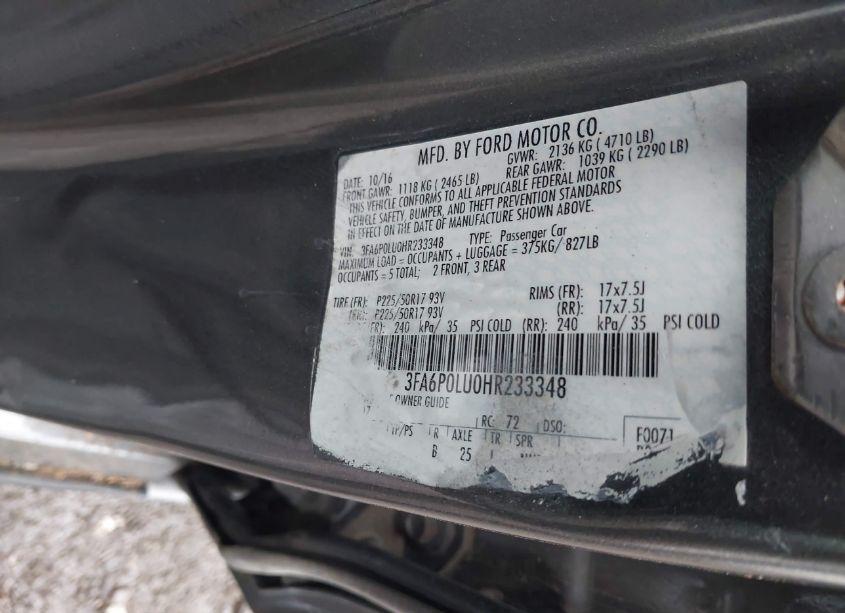 MFD. BY FORD MOTOR CO.
DATE: 10/16 GVWR: 2136 KG ( 4710 LB)
FRONT GAWR: 1118 KG ( 2465 LB) REAR GAWR: 1039 KG ( 2290 LB)
THIS VEHICLE CONFORMS TO ALL APPLICABLE FEDERAL MOTOR
VEHICLE SAFETY, BUMPER, AND THEFT PREVENTION STANDARDS
IN EFFECT ON THE DATE OF MANUFACTURE SHOWN ABOVE.
VIN: 3FA6P0LU0HR233348 TYPE: Passenger Car
MAXIMUM LOAD = OCCUPANTS + LUGGAGE = 375KG/ 827LB
OCCUPANTS = 5 TOTAL; 2 FRONT, 3 REAR
TIRE (FR): P225/50R17 93V RIMS (FR): 17x7.5J
P225/50R17 93V (RR): 17x7.5J
240 kPa/ 35 PSI COLD (RR): 240 kPa/ 35 PSI COLD
3FA6P0LU0HR233348
OWNER GUIDE
RC: 72 DSO: F0071
TP/PS R AXLE TR SPR
B 25